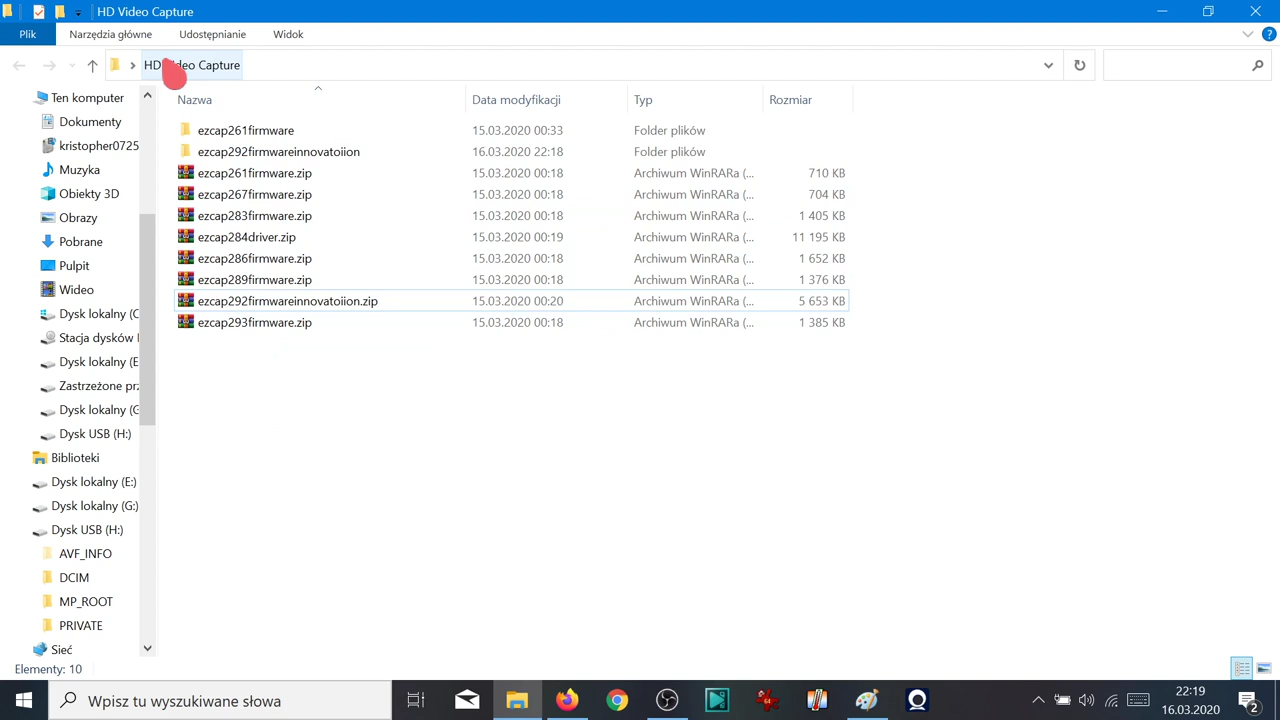 HD Video Capture
Plik Narzędzia główne Udostępnianie Widok
HD Video Capture
Nazwa Data modyfikacji Typ Rozmiar
ezcap261firmware 15.03.2020 00:33 Folder plików
ezcap292firmwareinnovatoiion 16.03.2020 22:18 Folder plików
ezcap261firmware.zip 15.03.2020 00:18 Archiwum WinRARa (... 710 KB
ezcap267firmware.zip 15.03.2020 00:18 Archiwum WinRARa (... 704 KB
ezcap283firmware.zip 15.03.2020 00:18 Archiwum WinRARa (... 1 405 KB
ezcap284driver.zip 15.03.2020 00:19 Archiwum WinRARa (... 11 195 KB
ezcap286firmware.zip 15.03.2020 00:18 Archiwum WinRARa (... 1 652 KB
ezcap289firmware.zip 15.03.2020 00:18 Archiwum WinRARa (... 1 376 KB
ezcap292firmwareinnovatoiion.zip 15.03.2020 00:20 Archiwum WinRARa (... 5 653 KB
ezcap293firmware.zip 15.03.2020 00:18 Archiwum WinRARa (... 1 385 KB
Ten komputer
Dokumenty
kristopher0725
Muzyka
Obiekty 3D
Obrazy
Pobrane
Pulpit
Wideo
Dysk lokalny (C
Stacja dysków
Dysk lokalny (E
Zastrzeżone prz
Dysk lokalny (G
Dysk USB (H:)
Biblioteki
Dysk lokalny (E:)
Dysk lokalny (G:)
Dysk USB (H:)
AVF_INFO
DCIM
MP_ROOT
PRIVATE
Sieć
Elementy: 10
Wpisz tu wyszukiwane słowa
22:19
16.03.2020
2